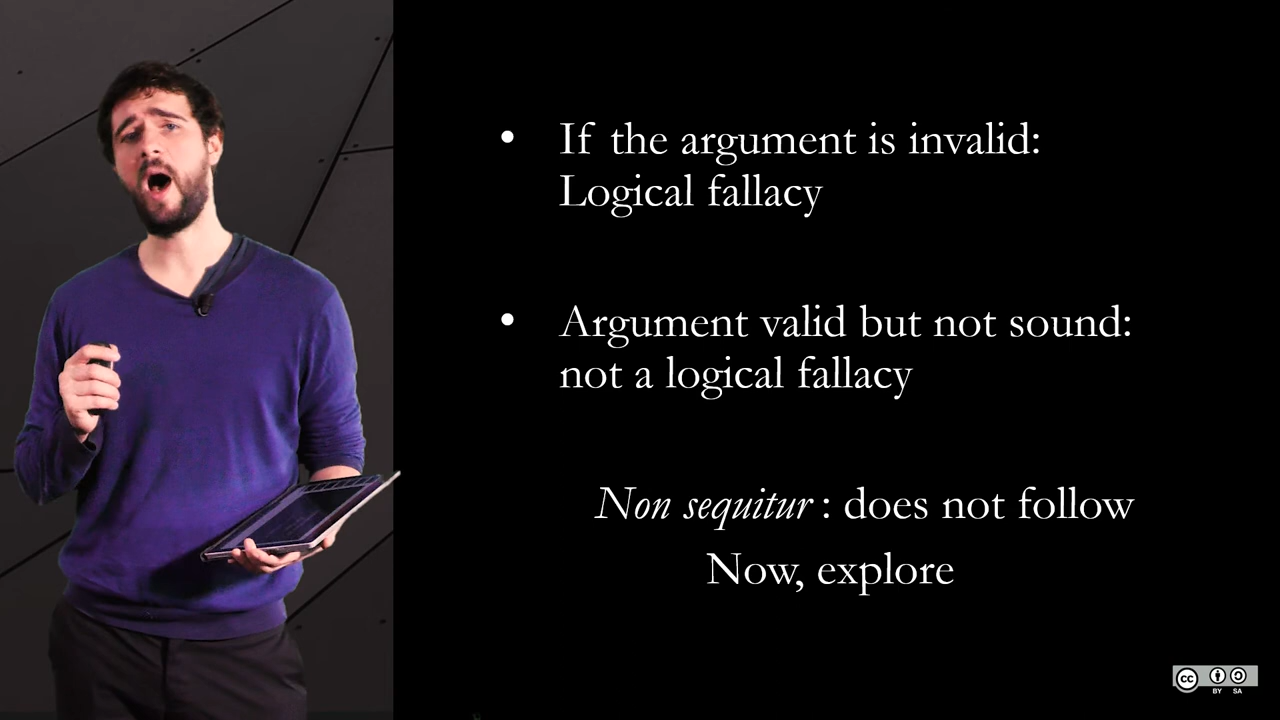 • If the argument is invalid:
Logical fallacy
• Argument valid but not sound:
not a logical fallacy
Non sequitur : does not follow
Now, explore
cc
BY SA